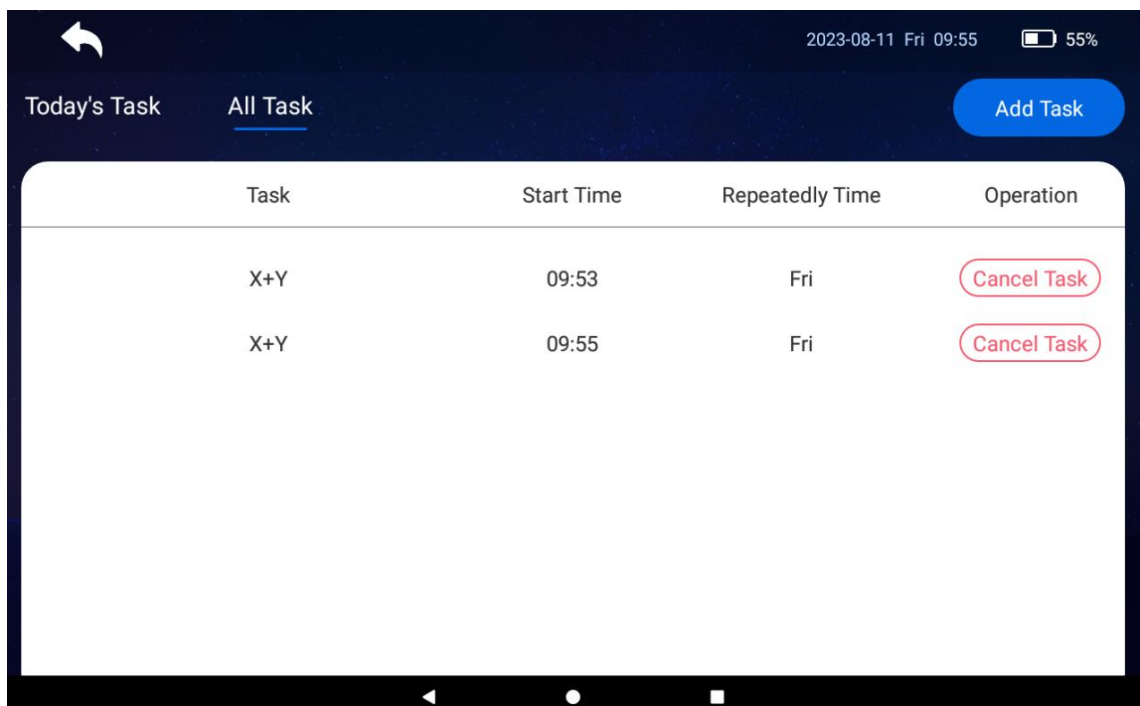 2023-08-11 Fri 09:55 55%
Today's Task All Task Add Task
Task Start Time Repeatedly Time Operation
X+Y 09:53 Fri Cancel Task
X+Y 09:55 Fri Cancel Task